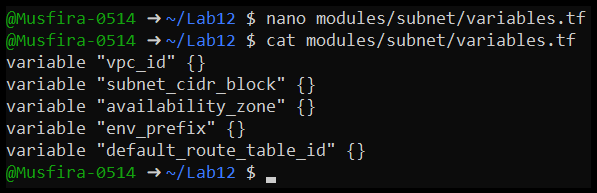 @Musfira-0514 ➜ ~/Lab12 $ nano modules/subnet/variables.tf
@Musfira-0514 ➜ ~/Lab12 $ cat modules/subnet/variables.tf
variable "vpc_id" {}
variable "subnet_cidr_block" {}
variable "availability_zone" {}
variable "env_prefix" {}
variable "default_route_table_id" {}
@Musfira-0514 ➜ ~/Lab12 $